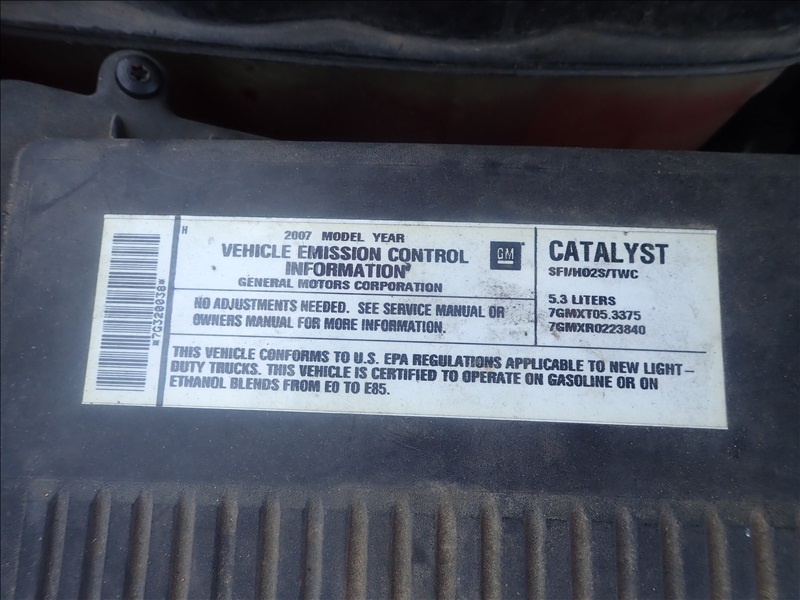 *7G320038*
H
2007 MODEL YEAR
VEHICLE EMISSION CONTROL
INFORMATION
GENERAL MOTORS CORPORATION
GM
NO ADJUSTMENTS NEEDED. SEE SERVICE MANUAL OR
OWNERS MANUAL FOR MORE INFORMATION.
CATALYST
SFI/HO2S/TWC
5.3 LITERS
7GMXT05.3375
7GMXR0223840
THIS VEHICLE CONFORMS TO U.S. EPA REGULATIONS APPLICABLE TO NEW LIGHT-
DUTY TRUCKS. THIS VEHICLE IS CERTIFIED TO OPERATE ON GASOLINE OR ON
ETHANOL BLENDS FROM E0 TO E85.